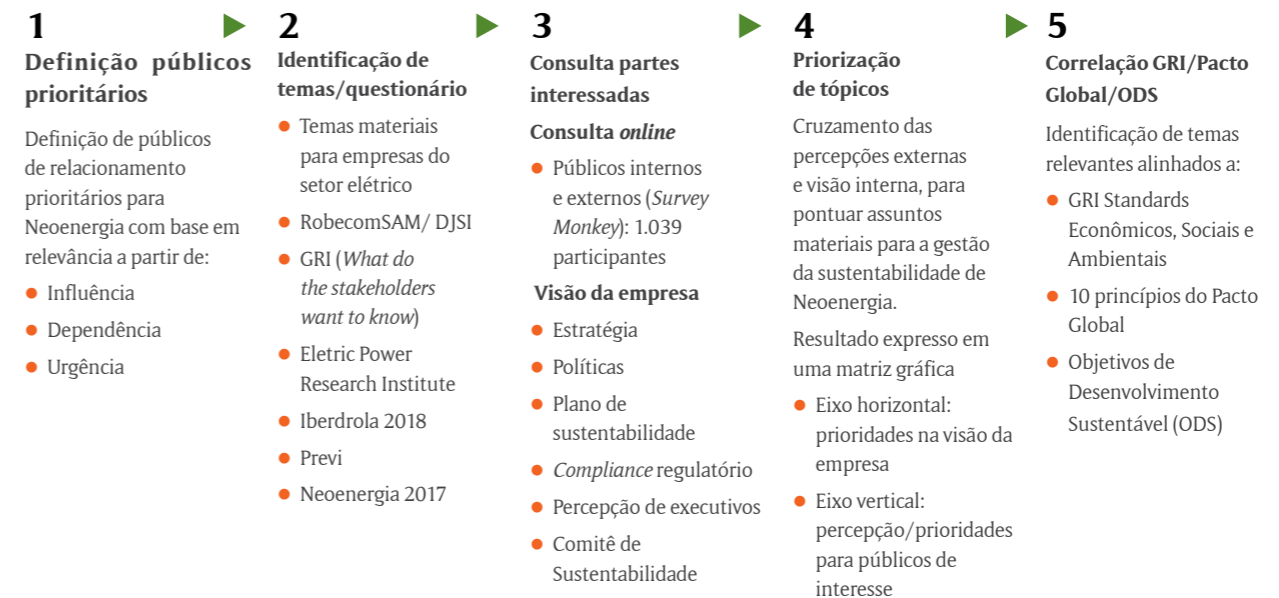 1
Definição públicos
prioritários
Definição de públicos
de relacionamento
prioritários para
Neoenergia com base em
relevância a partir de:
Influência
Dependência
Urgência
2
Identificação de
temas/questionário
Temas materiais
para empresas do
setor elétrico
RobecomSAM/ DJSI
GRI (What do
the stakeholders
want to know)
Eletric Power
Research Institute
Iberdrola 2018
Previ
Neoenergia 2017
3
Consulta partes
interessadas
Consulta online
Públicos internos
e externos (Survey
Monkey): 1.039
participantes
Visão da empresa
Estratégia
Políticas
Plano de
sustentabilidade
Compliance regulatório
Percepção de executivos
Comitê de
Sustentabilidade
4
Priorização
de tópicos
Cruzamento das
percepções externas
e visão interna, para
pontuar assuntos
materiais para a gestão
da sustentabilidade de
Neoenergia.
Resultado expresso em
uma matriz gráfica
Eixo horizontal:
prioridades na visão da
empresa
Eixo vertical:
percepção/prioridades
para públicos de
interesse
5
Correlação GRI/Pacto
Global/ODS
Identificação de temas
relevantes alinhados a:
GRI Standards
Econômicos, Sociais e
Ambientais
10 princípios do Pacto
Global
Objetivos de
Desenvolvimento
Sustentável (ODS)